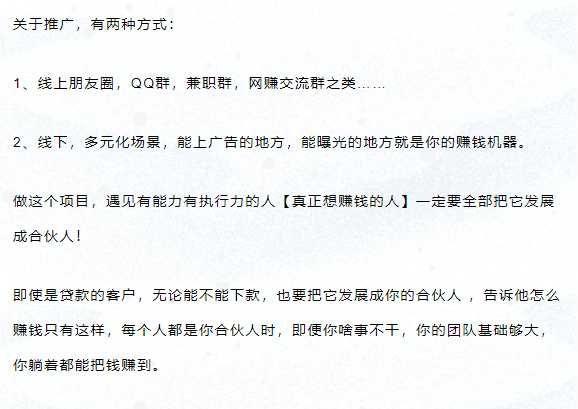 关于推广，有两种方式：
1、线上朋友圈，QQ群，兼职群，网赚交流群之类……
2、线下，多元化场景，能上广告的地方，能曝光的地方就是你的赚钱机器。
做这个项目，遇见有能力有执行力的人【真正想赚钱的人】一定要全部把它发展
成合伙人！
即使是贷款的客户，无论能不能下款，也要把它发展成你的合伙人 ，告诉他怎么
赚钱只有这样，每个人都是你合伙人时，即便你啥事不干，你的团队基础够大，
你躺着都能把钱赚到。